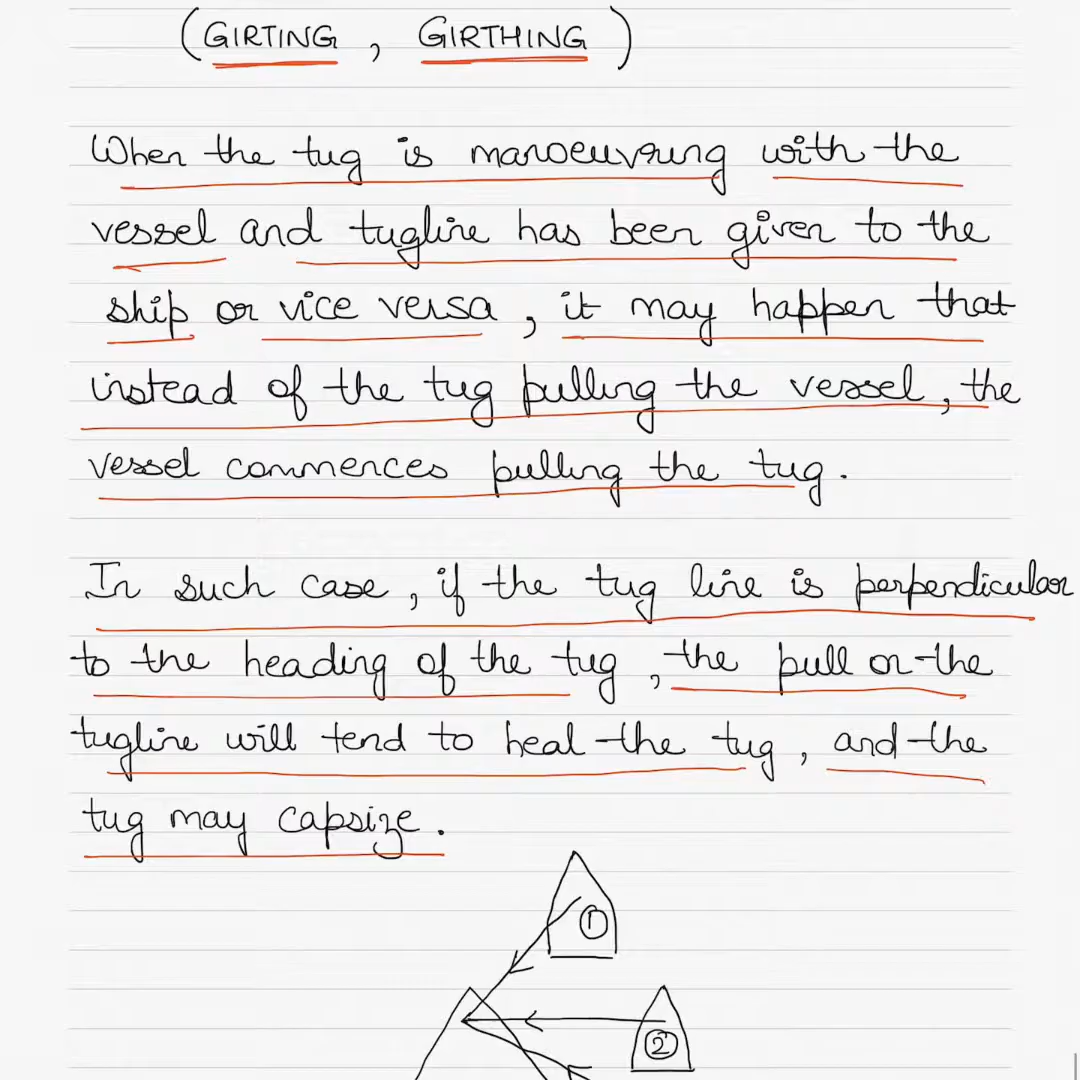 (GIRTING, GIRTHING)
When the tug is manoeuvring with the
vessel and tugline has been given to the
ship or vice versa, it may happen that
instead of the tug pulling the vessel, the
vessel commences pulling the tug.
In such case, if the tug line is perpendicular
to the heading of the tug, the pull on the
tugline will tend to heal the tug, and the
tug may capsize.
1
2